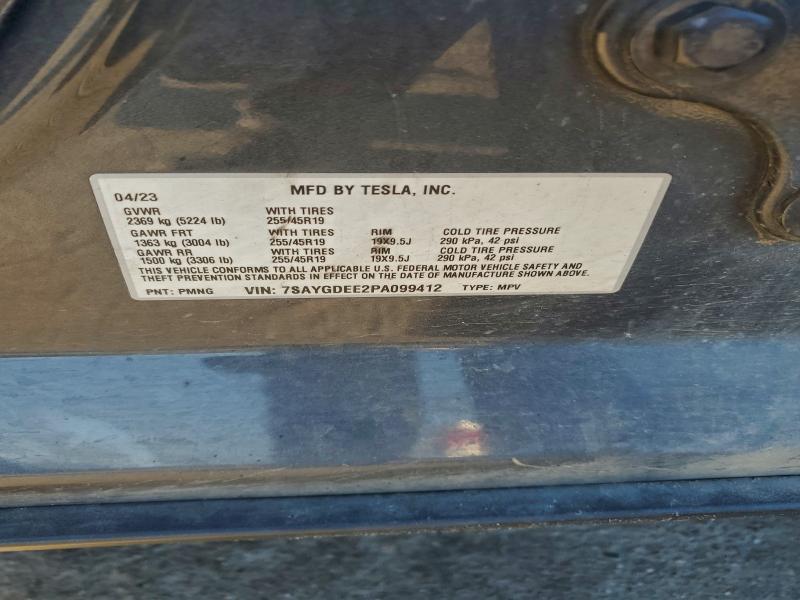 04/23 MFD BY TESLA, INC.
GVWR WITH TIRES
2369 kg (5224 lb) 255/45R19
GAWR FRT WITH TIRES RIM COLD TIRE PRESSURE
1363 kg (3004 lb) 255/45R19 19X9.5J 290 kPa, 42 psi
GAWR RR WITH TIRES RIM COLD TIRE PRESSURE
1500 kg (3306 lb) 255/45R19 19X9.5J 290 kPa, 42 psi
THIS VEHICLE CONFORMS TO ALL APPLICABLE U.S. FEDERAL MOTOR VEHICLE SAFETY AND
THEFT PREVENTION STANDARDS IN EFFECT ON THE DATE OF MANUFACTURE SHOWN ABOVE.
PNT: PMNG VIN: 7SAYGDEE2PA099412 TYPE: MPV